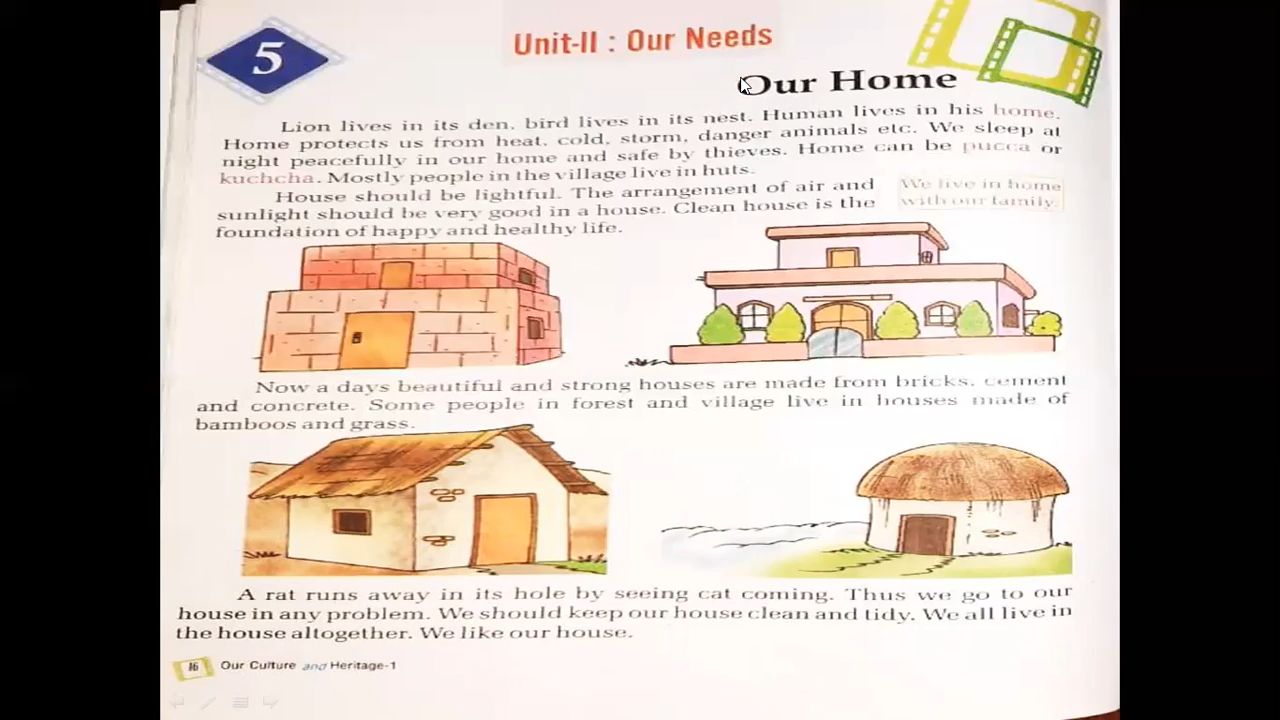 5
Unit-II : Our Needs
Our Home
Lion lives in its den, bird lives in its nest. Human lives in his home.
Home protects us from heat, cold, storm, danger animals etc. We sleep at
night peacefully in our home and safe by thieves. Home can be pucca or
kuchcha. Mostly people in the village live in huts.
House should be lightful. The arrangement of air and
sunlight should be very good in a house. Clean house is the
foundation of happy and healthy life.
We live in home
with our family.
Now a days beautiful and strong houses are made from bricks, cement
and concrete. Some people in forest and village live in houses made of
bamboos and grass.
A rat runs away in its hole by seeing cat coming. Thus we go to our
house in any problem. We should keep our house clean and tidy. We all live in
the house altogether. We like our house.
16 Our Culture and Heritage-1